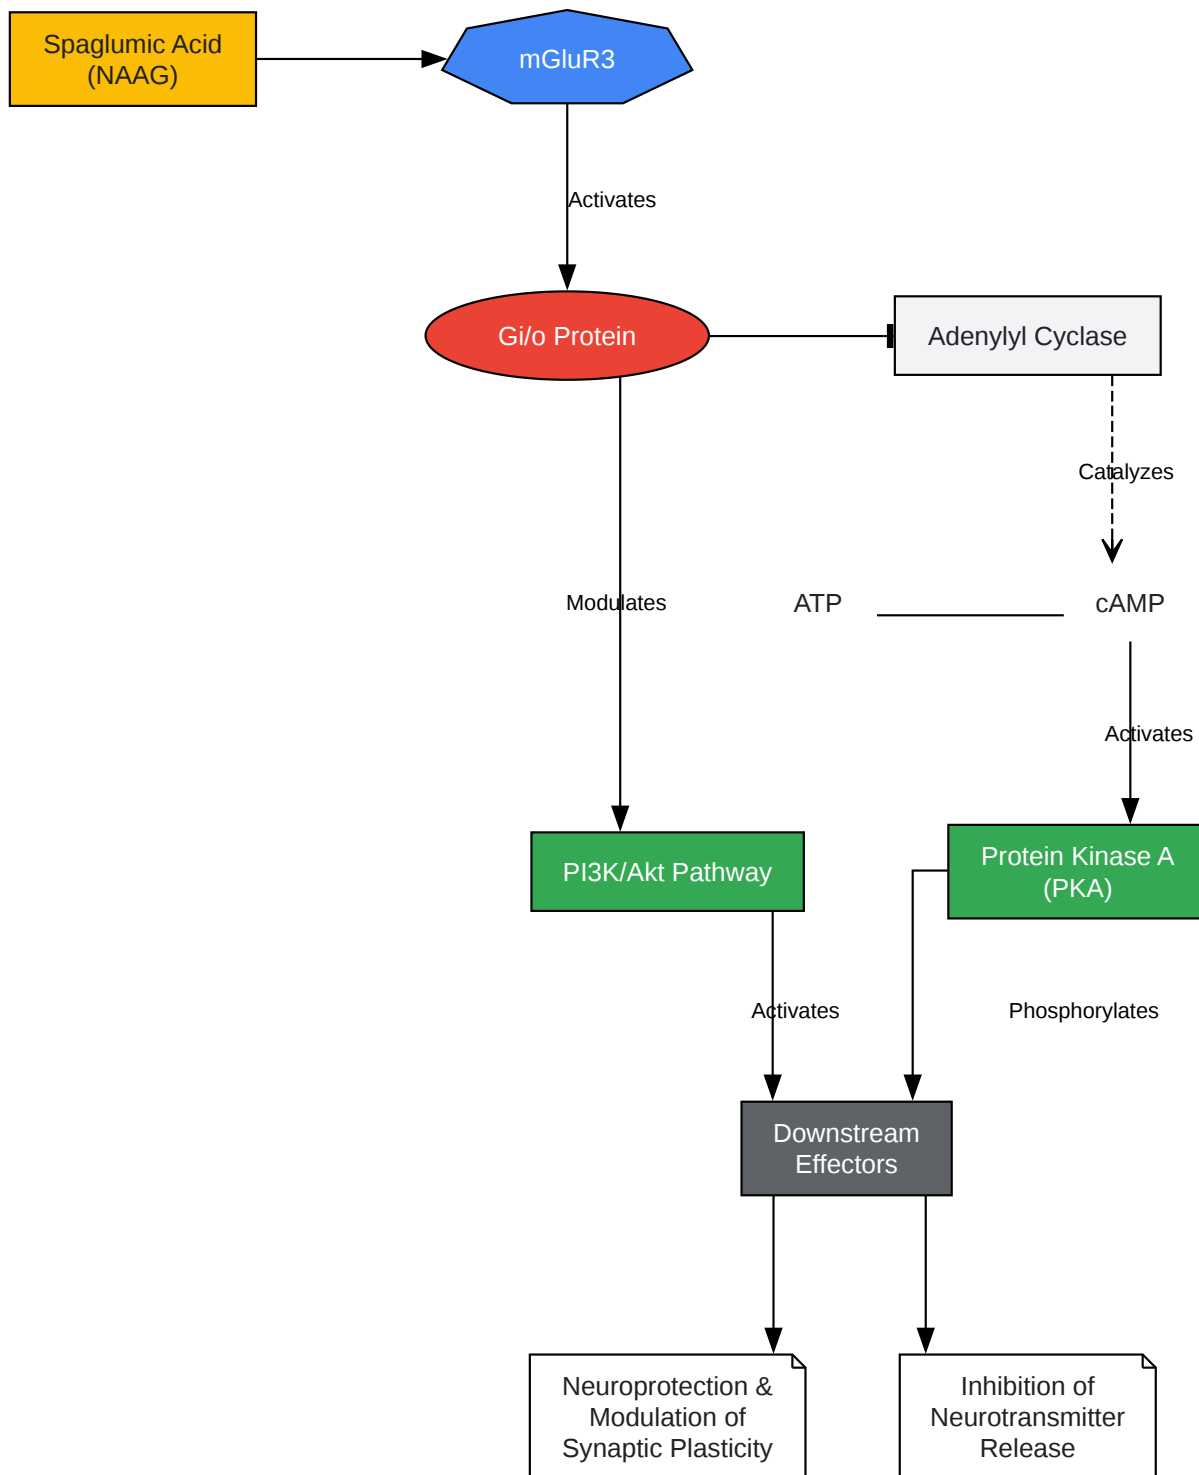 Spaglumic Acid
(NAAG)
mGluR3
Activates
Gi/o Protein
Adenylyl Cyclase
Catalyzes
Modulates
ATP
cAMP
Activates
PI3K/Akt Pathway
Protein Kinase A
(PKA)
Activates
Phosphorylates
Downstream
Effectors
Neuroprotection &
Modulation of
Synaptic Plasticity
Inhibition of
Neurotransmitter
Release